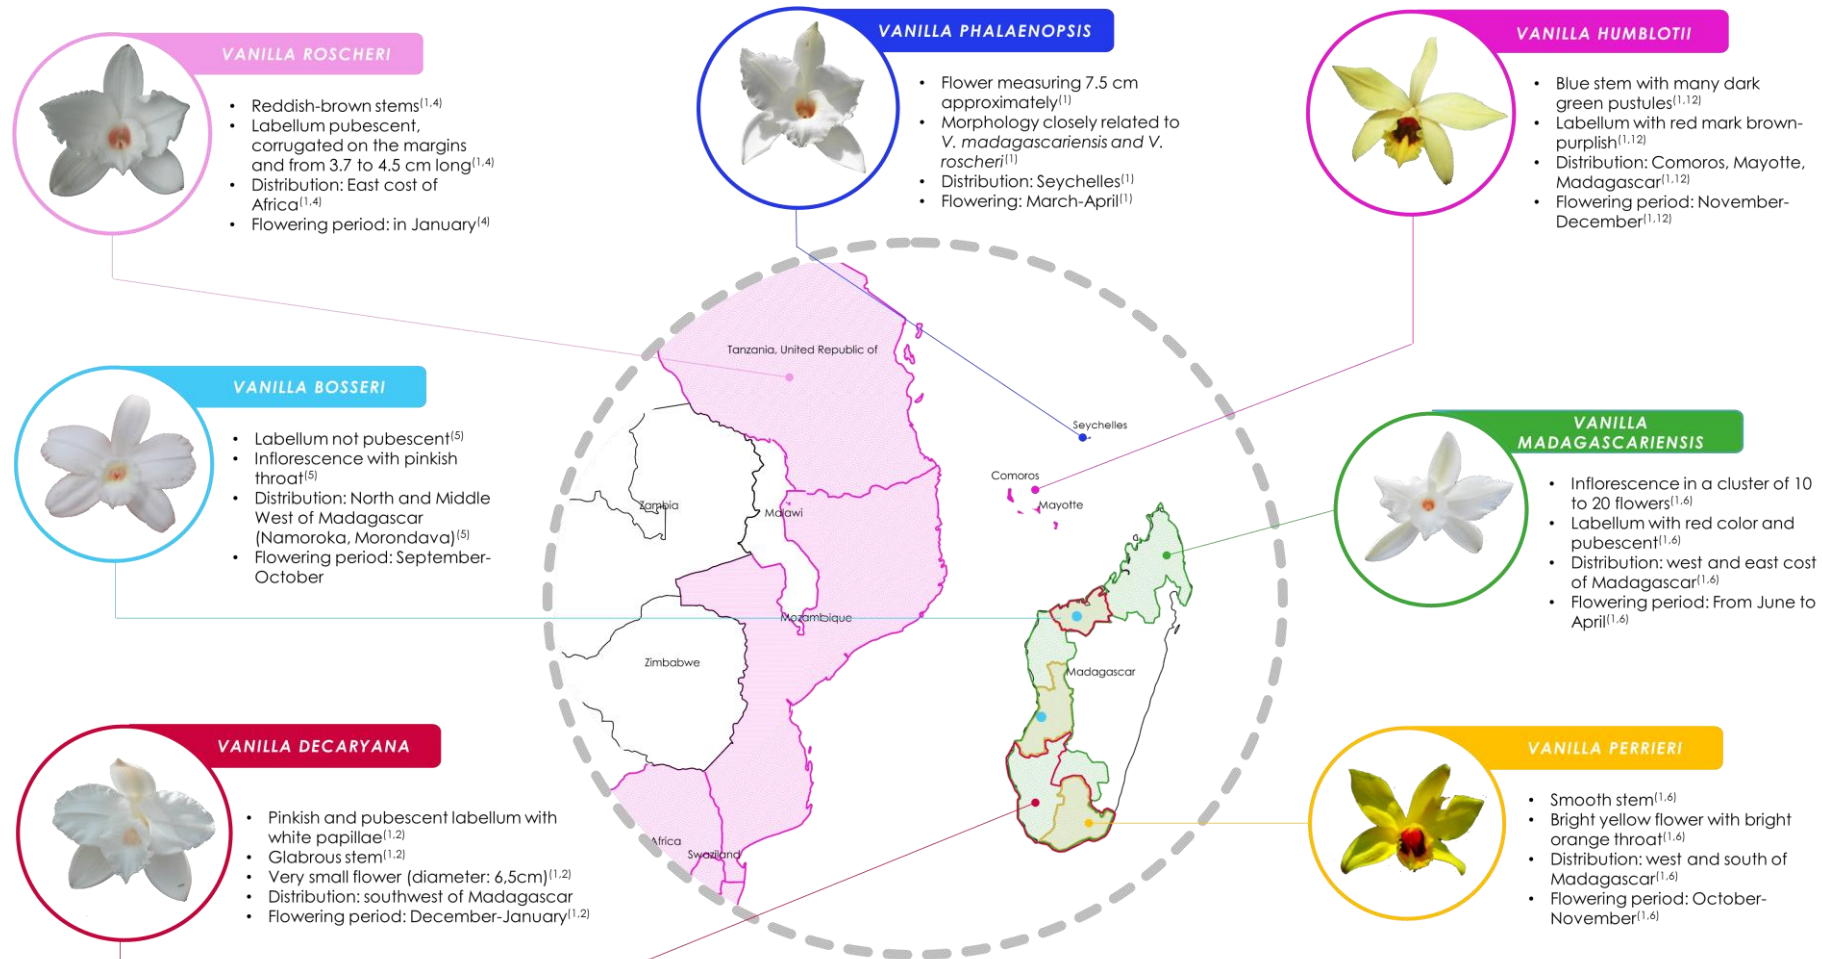 VANILLA ROSCHERI
• Reddish-brown stems(1,4)
• Labellum pubescent,
corrugated on the margins
and from 3.7 to 4.5 cm long(1,4)
• Distribution: East cost of
Africa(1,4)
• Flowering period: in January(4)
VANILLA PHALAENOPSIS
• Flower measuring 7.5 cm
approximately(1)
• Morphology closely related to
V. madagascariensis and V.
roscheri(1)
• Distribution: Seychelles(1)
• Flowering: March-April(1)
VANILLA HUMBLOTII
• Blue stem with many dark
green pustules(1,12)
• Labellum with red mark brown-
purplish(1,12)
• Distribution: Comoros, Mayotte,
Madagascar(1,12)
• Flowering period: November-
December(1,12)
VANILLA BOSSERI
• Labellum not pubescent(5)
• Inflorescence with pinkish
throat(5)
• Distribution: North and Middle
West of Madagascar
(Namoroka, Morondava)(5)
• Flowering period: September-
October
Tanzania, United Republic of
Seychelles
Comoros
Mayotte
Zambia
Malawi
Mozambique
Zimbabwe
Madagascar
Africa
Swaziland
VANILLA
MADAGASCARIENSIS
• Inflorescence in a cluster of 10
to 20 flowers(1,6)
• Labellum with red color and
pubescent(1,6)
• Distribution: west and east cost
of Madagascar(1,6)
• Flowering period: From June to
April(1,6)
VANILLA DECARYANA
• Pinkish and pubescent labellum with
white papillae(1,2)
• Glabrous stem(1,2)
• Very small flower (diameter: 6,5cm)(1,2)
• Distribution: southwest of Madagascar
• Flowering period: December-January(1,2)
VANILLA PERRIERI
• Smooth stem(1,6)
• Bright yellow flower with bright
orange throat(1,6)
• Distribution: west and south of
Madagascar(1,6)
• Flowering period: October-
November(1,6)